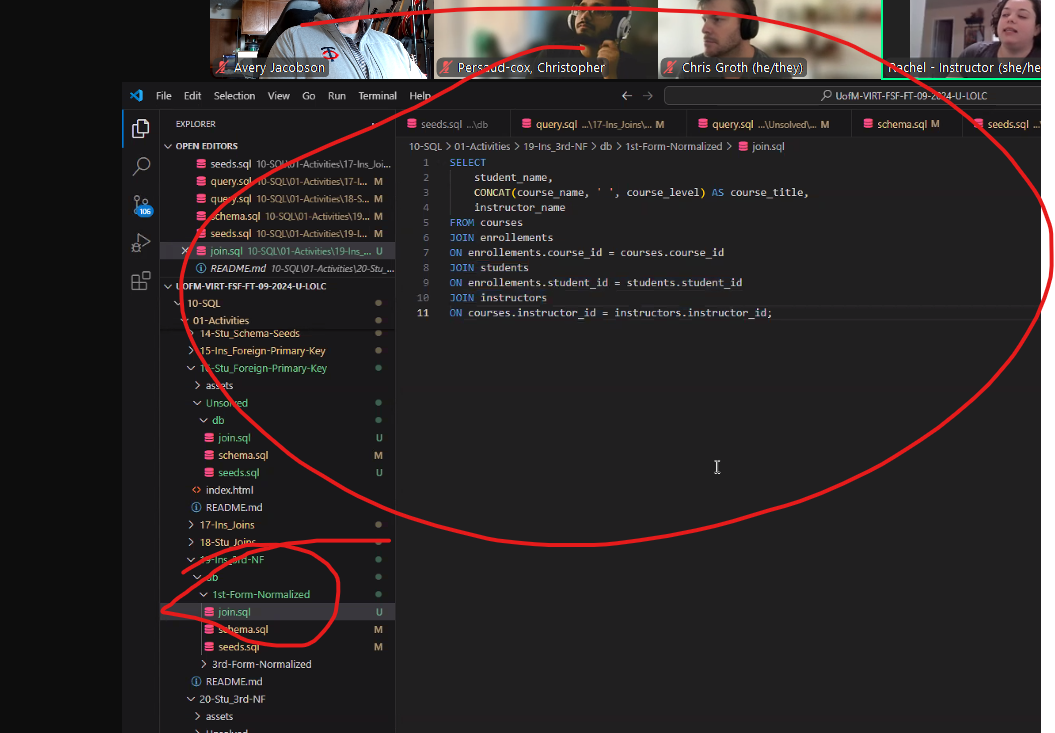 Avery Jacobson
Persaud-cox, Christopher
Chris Groth (he/they)
Rachel - Instructor (she/he
File Edit Selection View Go Run Terminal Help
UofM-VIRT-FSF-FT-09-2024-U-LOLC
EXPLORER
seeds.sql ...\db
query.sql ...\17-Ins_Joins\... M
query.sql ...\Unsolved\... M
schema.sql M
seeds.sql ...
OPEN EDITORS
seeds.sql 10-SQL\01-Activities\17-Ins_Joi...
query.sql 10-SQL\01-Activities\17-I... M
query.sql 10-SQL\01-Activities\18-S... M
schema.sql 10-SQL\01-Activities\19... M
seeds.sql 10-SQL\01-Activities\19-I... M
join.sql 10-SQL\01-Activities\19-Ins_... U
README.md 10-SQL\01-Activities\20-Stu_...
UOFM-VIRT-FSF-FT-09-2024-U-LOLC
10-SQL
01-Activities
14-Stu_Schema-Seeds
15-Ins_Foreign-Primary-Key
16-Stu_Foreign-Primary-Key
assets
Unsolved
db
join.sql U
schema.sql M
seeds.sql U
index.html
README.md
17-Ins_Joins
18-Stu_Joins
19-Ins_3rd-NF
db
1st-Form-Normalized
join.sql U
schema.sql M
seeds.sql M
3rd-Form-Normalized
README.md
20-Stu_3rd-NF
assets
Unsolved
106
10-SQL > 01-Activities > 19-Ins_3rd-NF > db > 1st-Form-Normalized > join.sql
1 SELECT
2 student_name,
3 CONCAT(course_name, ' ', course_level) AS course_title,
4 instructor_name
5 FROM courses
6 JOIN enrollements
7 ON enrollements.course_id = courses.course_id
8 JOIN students
9 ON enrollements.student_id = students.student_id
10 JOIN instructors
11 ON courses.instructor_id = instructors.instructor_id;